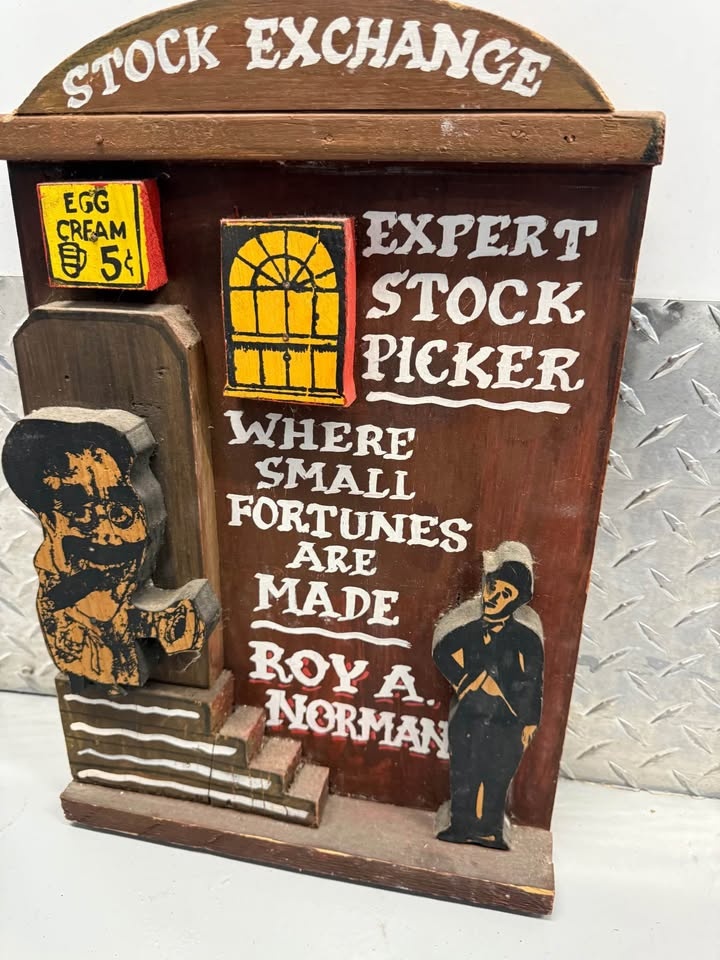 STOCK EXCHANGE
EGG
CREAM
5¢
EXPERT
STOCK
PICKER
WHERE
SMALL
FORTUNES
ARE
MADE
ROY A.
NORMAN